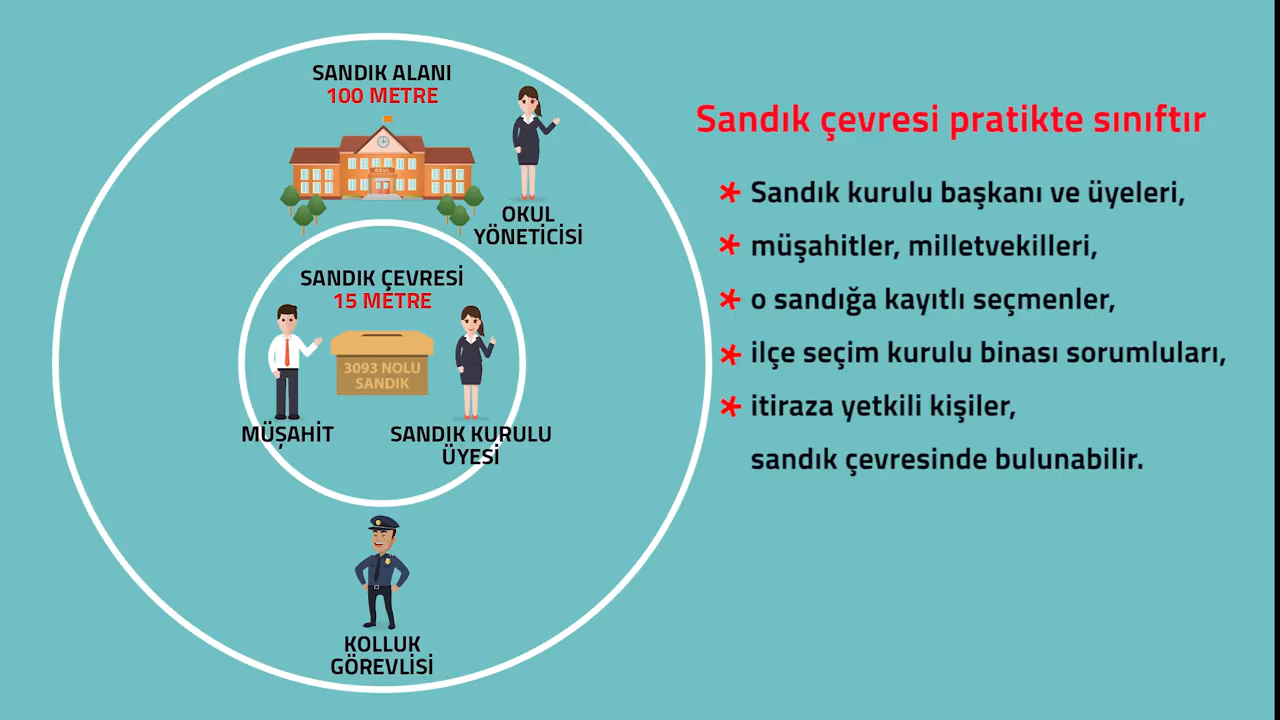 SANDIK ALANI
100 METRE
OKUL
OKUL
YÖNETİCİSİ
SANDIK ÇEVRESİ
15 METRE
3093 NOLU
SANDIK
MÜŞAHİT
SANDIK KURULU
ÜYESİ
KOLLUK
GÖREVLİSİ
Sandık çevresi pratikte sınıftır
* Sandık kurulu başkanı ve üyeleri,
* müşahitler, milletvekilleri,
* o sandığa kayıtlı seçmenler,
* ilçe seçim kurulu binası sorumluları,
* itiraza yetkili kişiler,
sandık çevresinde bulunabilir.